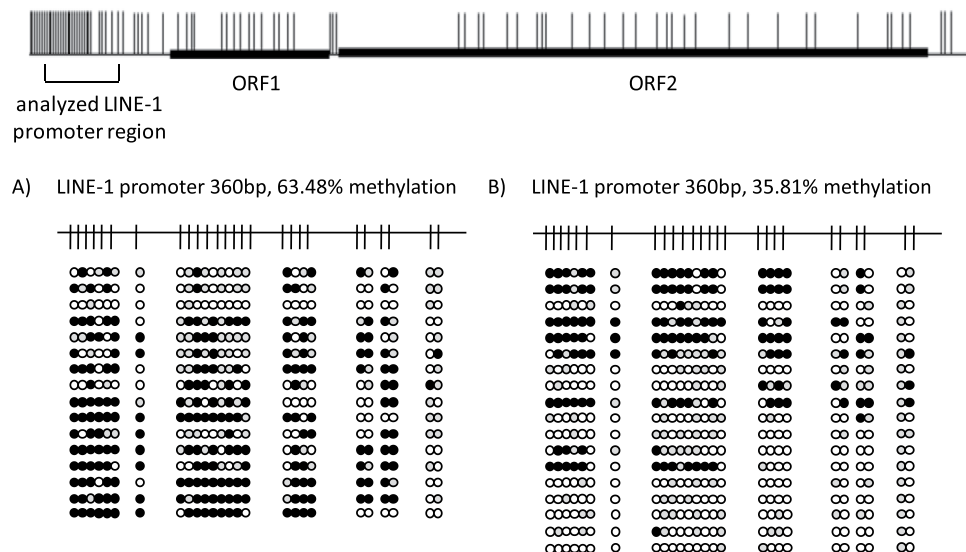 ORF1
ORF2
analyzed LINE-1
promoter region
A) LINE-1 promoter 360bp, 63.48% methylation
B) LINE-1 promoter 360bp, 35.81% methylation